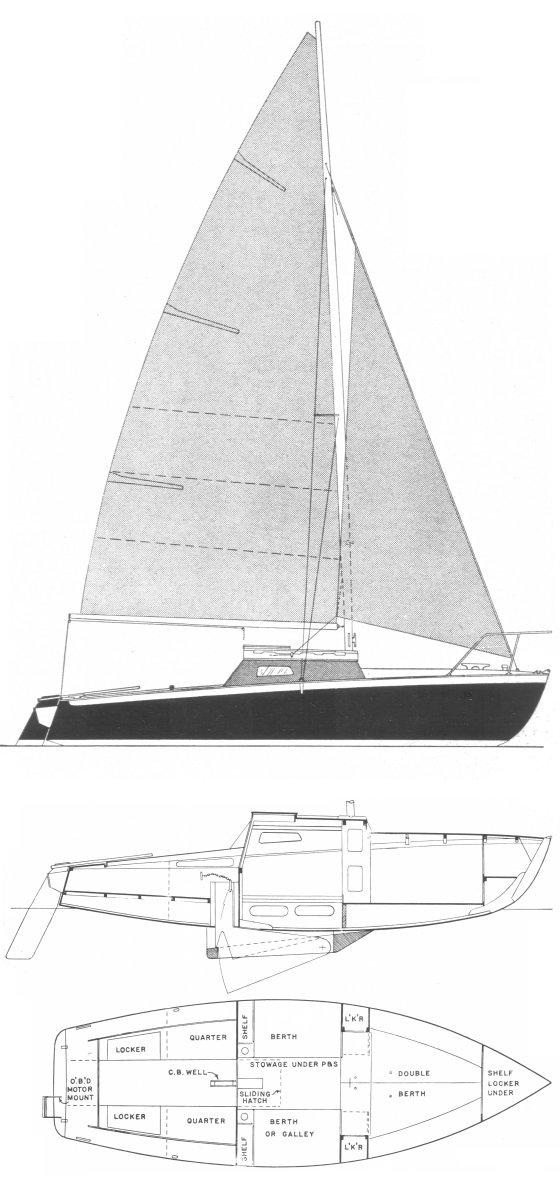 SHELF
L'K'R
QUARTER
BERTH
LOCKER
STOWAGE UNDER P&S
C.B. WELL
DOUBLE
SHELF
O'B'D
MOTOR
MOUNT
SLIDING
HATCH
LOCKER
UNDER
BERTH
LOCKER
QUARTER
BERTH
OR GALLEY
SHELF
L'K'R